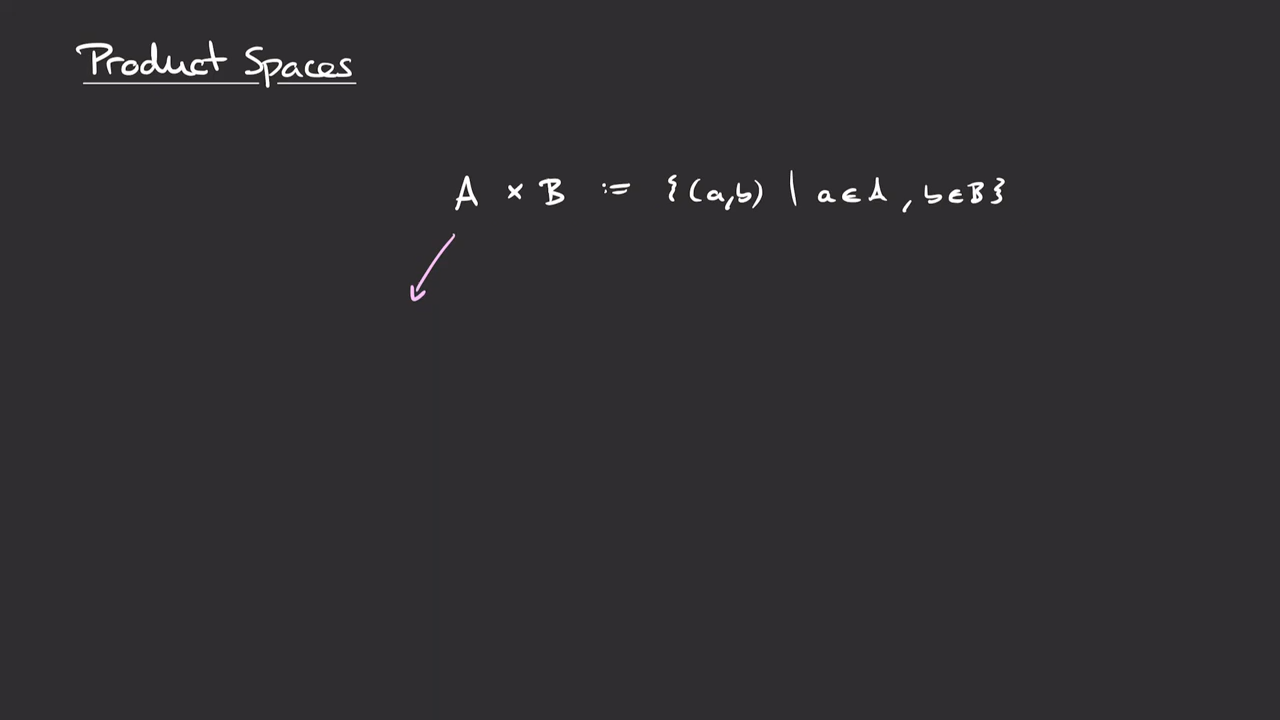 Product Spaces
A × B := {(a,b) | a∈A, b∈B}